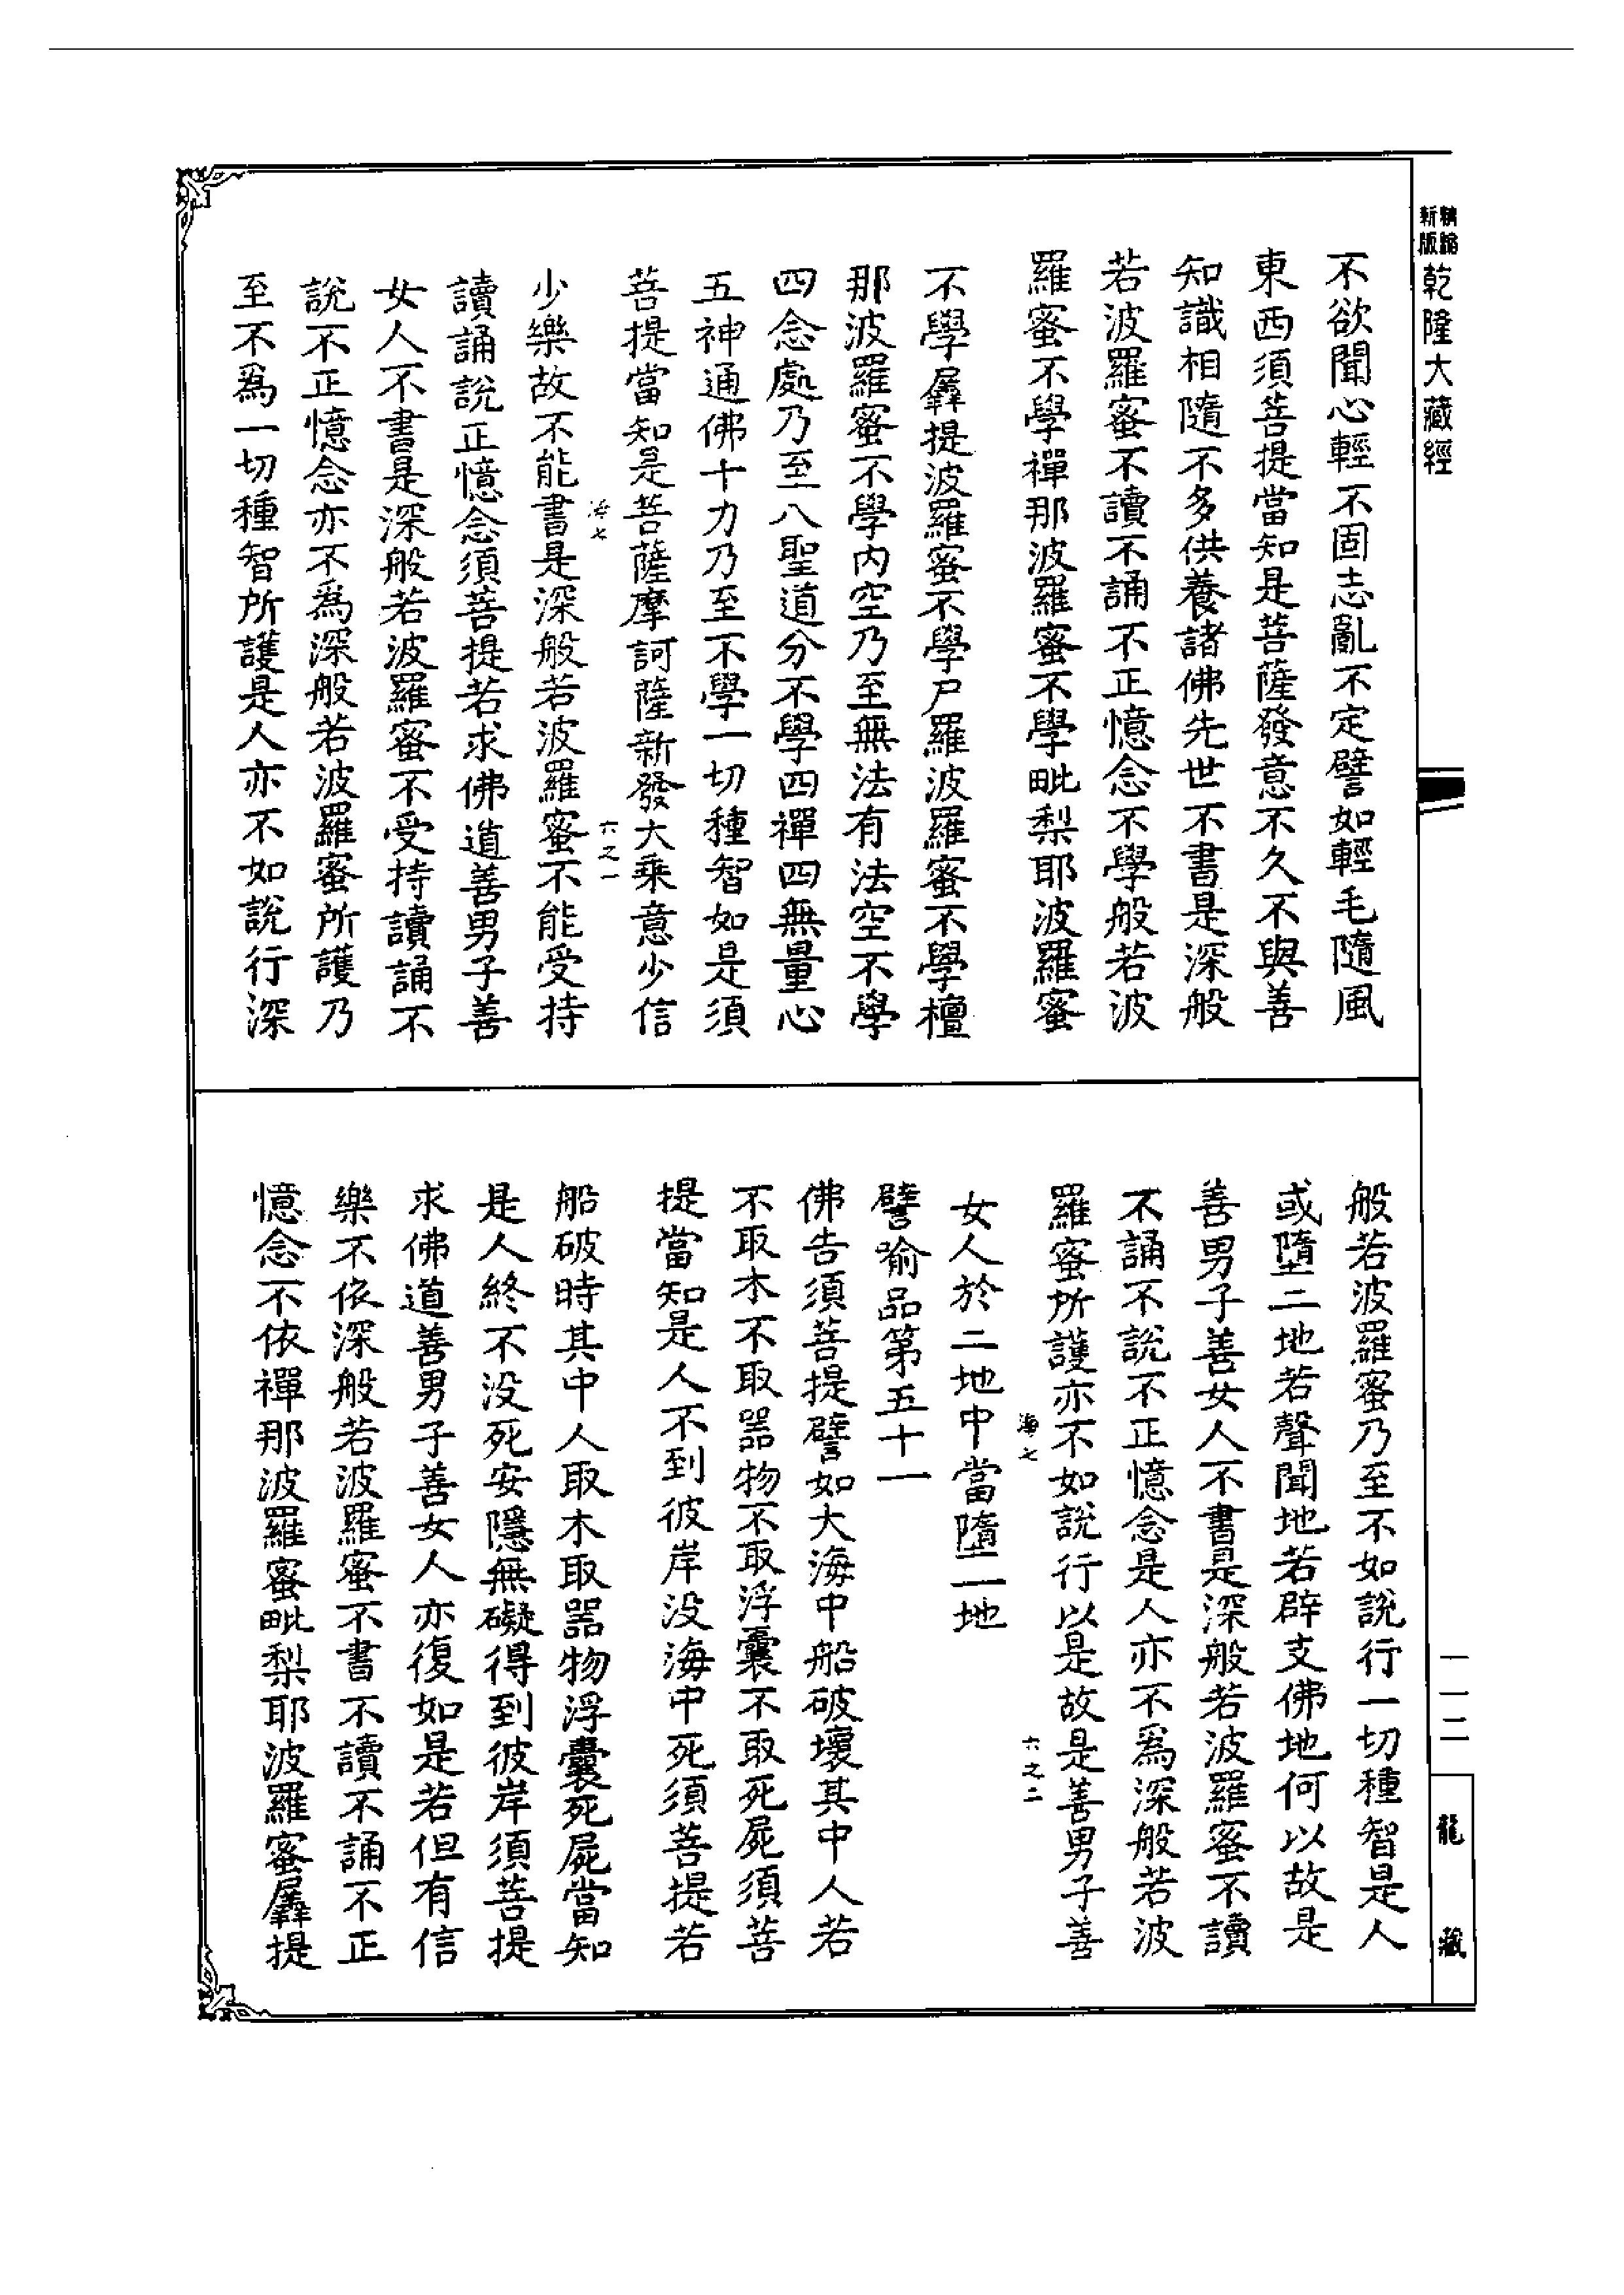 新版精縮
乾隆大藏經
不欲聞心輕不固志亂不定譬如輕毛隨風
東西須菩提當知是菩薩發意不久不與善
知識相隨不多供養諸佛先世不書是深般
若波羅蜜不讀不誦不正憶念不學般若波
羅蜜不學禪那波羅蜜不學毗梨耶波羅蜜
不學羼提波羅蜜不學尸羅波羅蜜不學檀
那波羅蜜不學內空乃至無法有法空不學
四念處乃至八聖道分不學四禪四無量心
五神通佛十力乃至不學一切種智如是須
菩提當知是菩薩摩訶薩新發大乘意少信
海七
六之一
少樂故不能書是深般若波羅蜜不能受持
讀誦說正憶念須菩提若求佛道善男子善
女人不書是深般若波羅蜜不受持讀誦不
說不正憶念亦不爲深般若波羅蜜所護乃
至不爲一切種智所護是人亦不如說行深
般若波羅蜜乃至不如說行一切種智是人
或墮二地若聲聞地若辟支佛地何以故是
善男子善女人不書是深般若波羅蜜不讀
不誦不說不正憶念是人亦不爲深般若波
羅蜜所護亦不如說行以是故是善男子善
海七
六之二
女人於二地中當墮一地
譬喻品第五十一
佛告須菩提譬如大海中船破壞其中人若
不取木不取器物不取浮囊不取死屍須菩
提當知是人不到彼岸没海中死須菩提若
船破時其中人取木取器物浮囊死屍當知
是人終不没死安隱無礙得到彼岸須菩提
求佛道善男子善女人亦復如是若但有信
樂不依深般若波羅蜜不書不讀不誦不正
憶念不依禪那波羅蜜毗梨耶波羅蜜羼提
一一二
龍藏